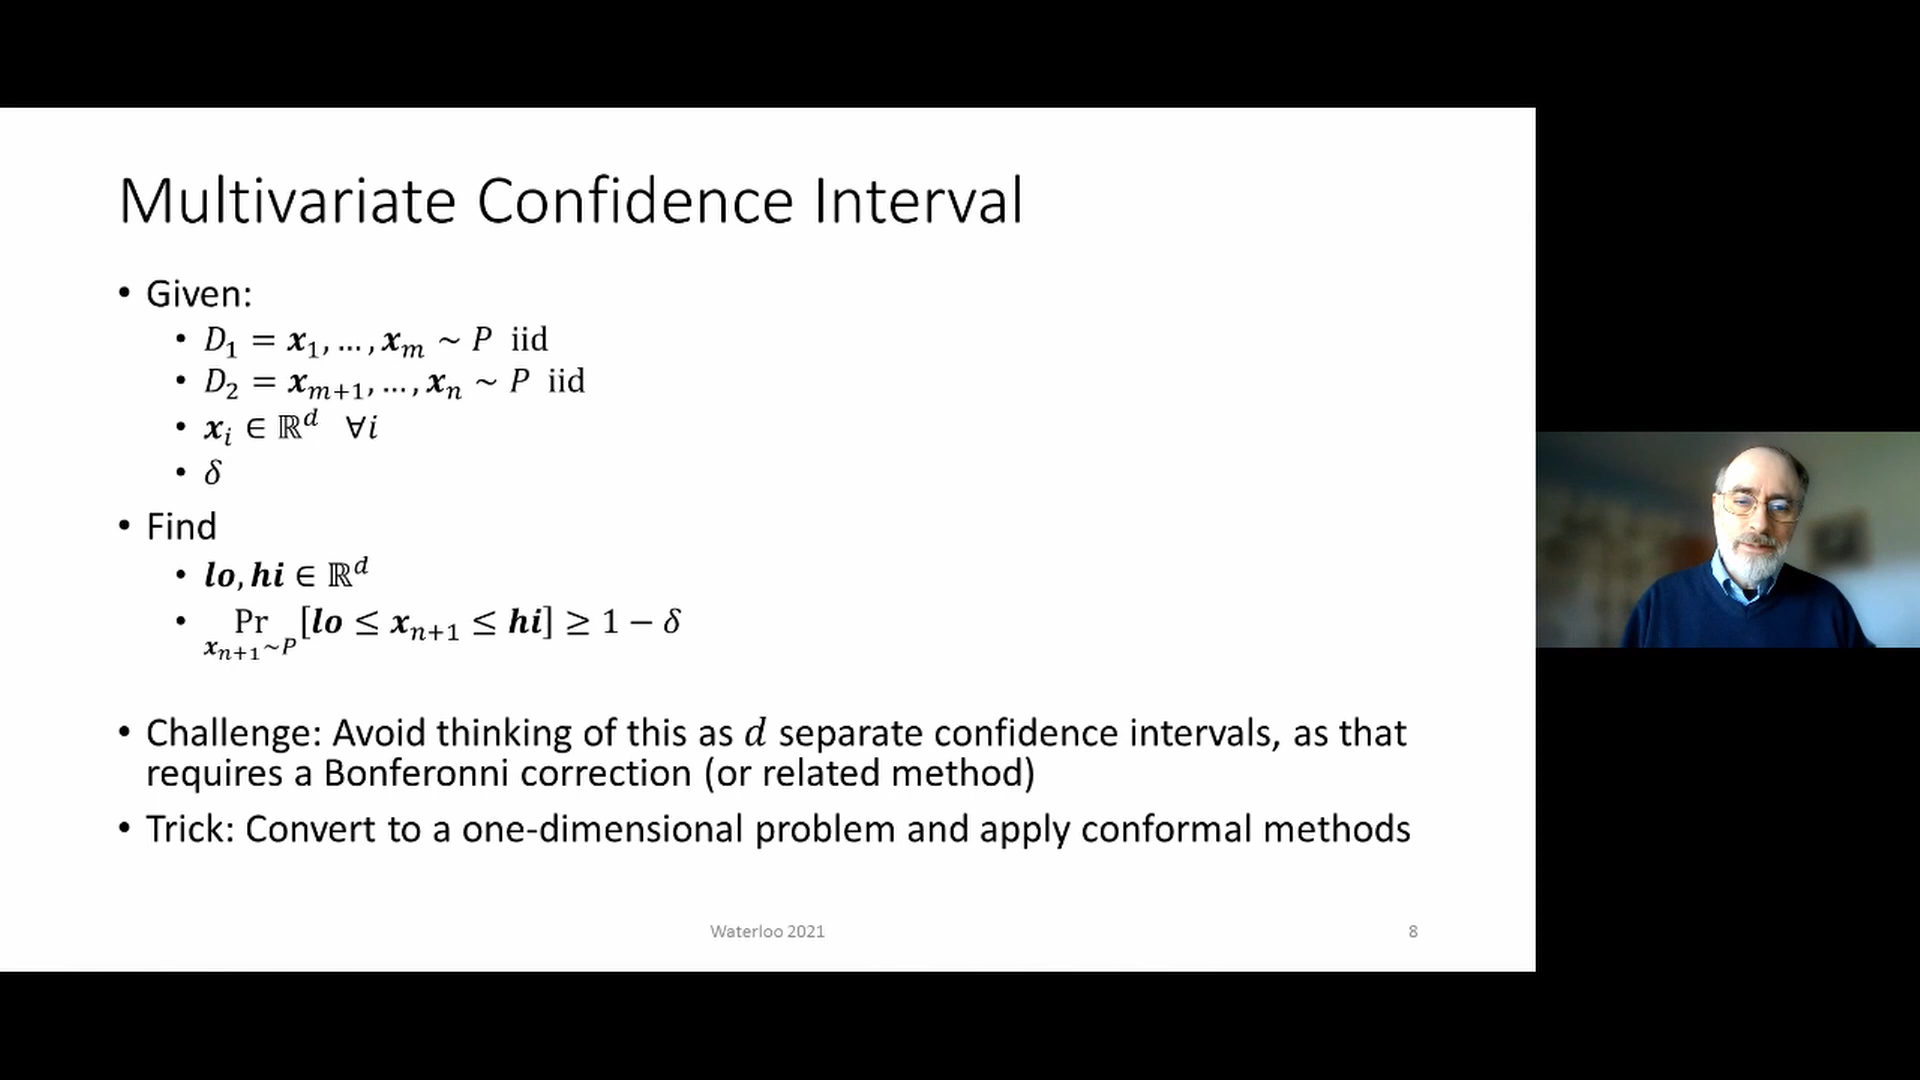 Multivariate Confidence Interval
• Given:
• D₁ = 𝒙₁, … , 𝒙ₘ ~ P iid
• D₂ = 𝒙ₘ₊₁, … , 𝒙ₙ ~ P iid
• 𝒙ᵢ ∈ ℝᵈ ∀i
• δ
• Find
• 𝒍𝒐, 𝒉𝒊 ∈ ℝᵈ
• Pr [𝒍𝒐 ≤ 𝒙ₙ₊₁ ≤ 𝒉𝒊] ≥ 1 − δ
𝒙ₙ₊₁~P
• Challenge: Avoid thinking of this as d separate confidence intervals, as that
requires a Bonferonni correction (or related method)
• Trick: Convert to a one-dimensional problem and apply conformal methods
Waterloo 2021
8